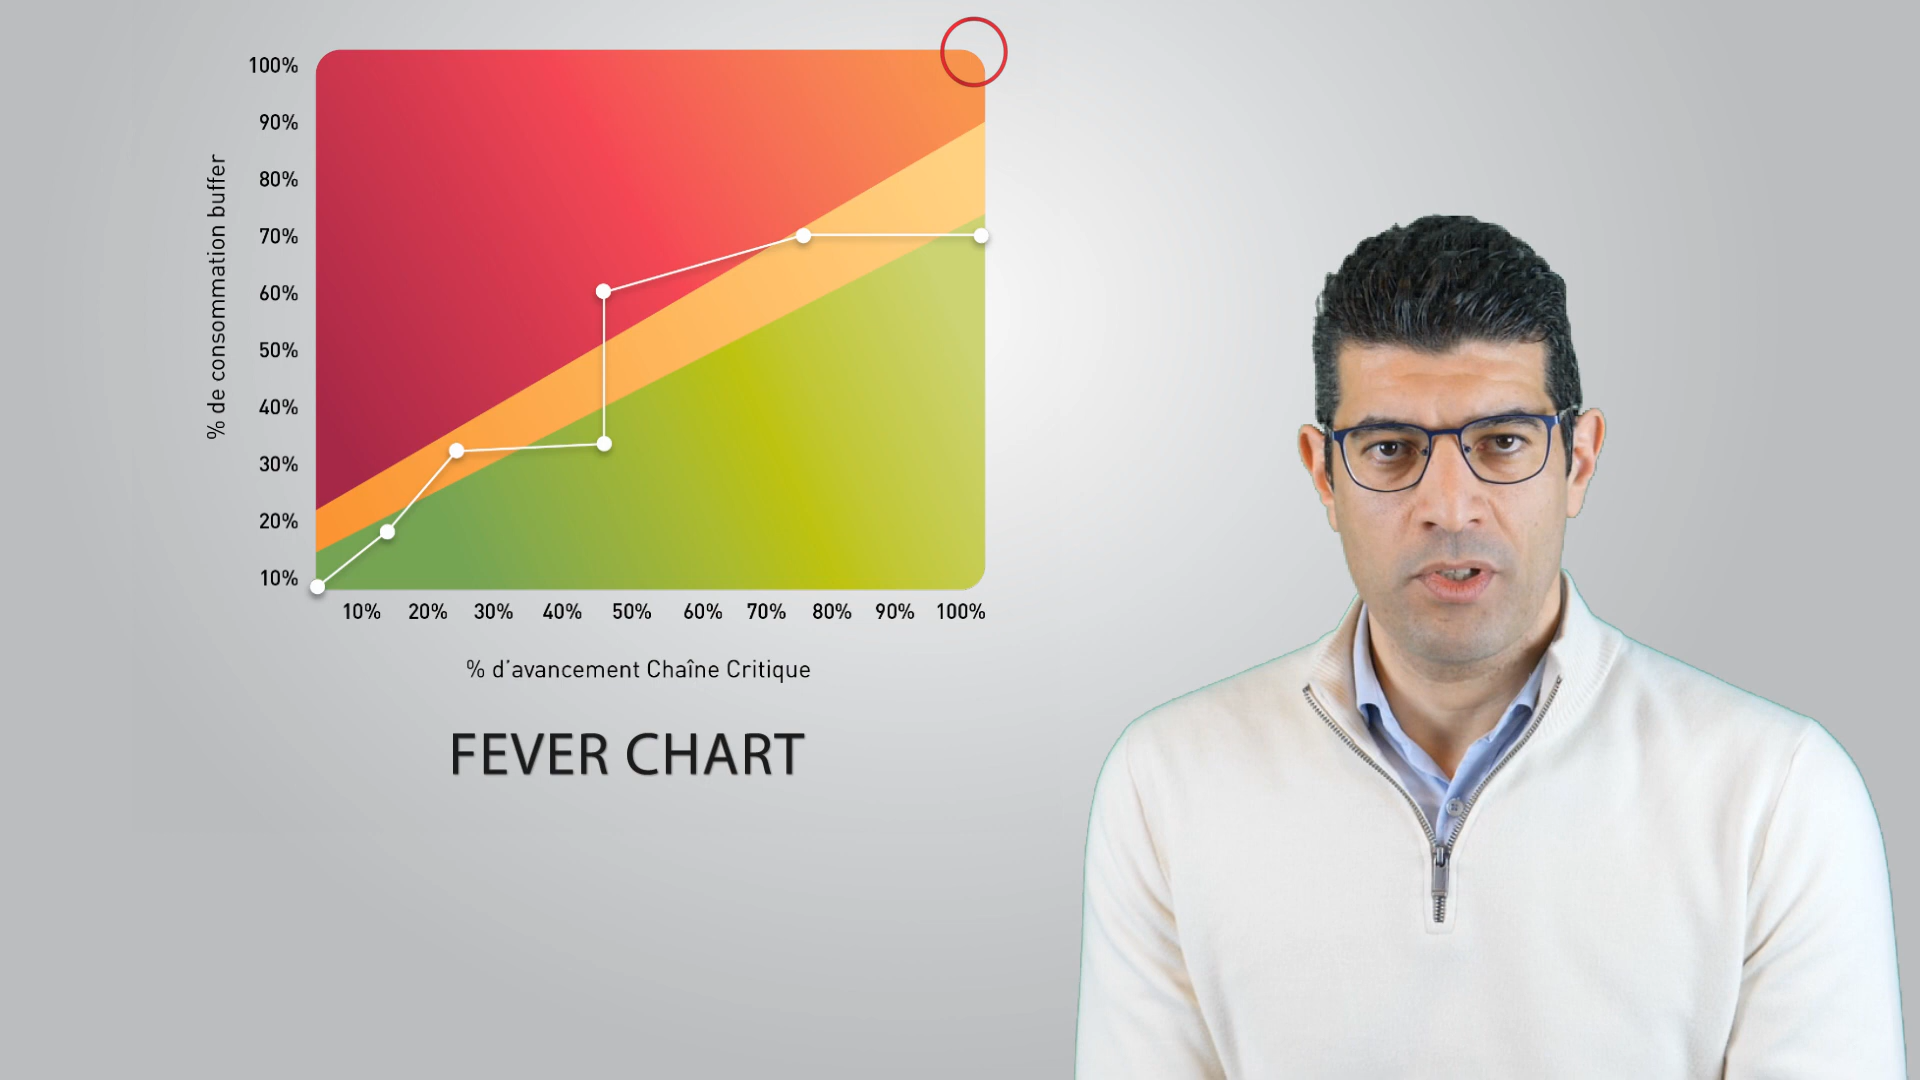 100%
90%
80%
70%
60%
50%
40%
30%
20%
10%
% de consommation buffer
10% 20% 30% 40% 50% 60% 70% 80% 90% 100%
% d'avancement Chaîne Critique
FEVER CHART